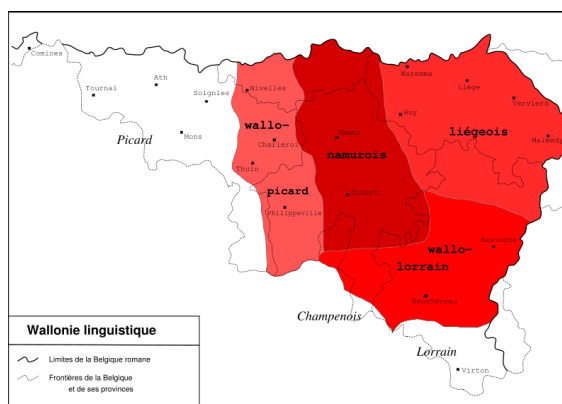 Comines
Tournai
Ath
Soignies
Mons
Picard
Nivelles
wallo-
Charleroi
Thuin
picard
Philippeville
Namur
namurois
Dinant
Waremme
Liège
Verviers
Huy
liégeois
Malmedy
Bastogne
wallo-
lorrain
Neufchâteau
Champenois
Lorrain
Virton
Wallonie linguistique
Limites de la Belgique romane
Frontières de la Belgique
et de ses provinces